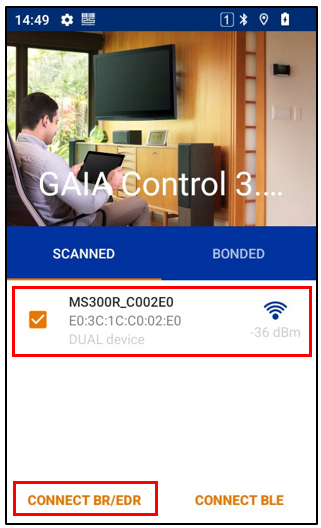 14:49
1
GAIA Control 3....
SCANNED
BONDED
MS300R_C002E0
E0:3C:1C:C0:02:E0
DUAL device
-36 dBm
CONNECT BR/EDR
CONNECT BLE